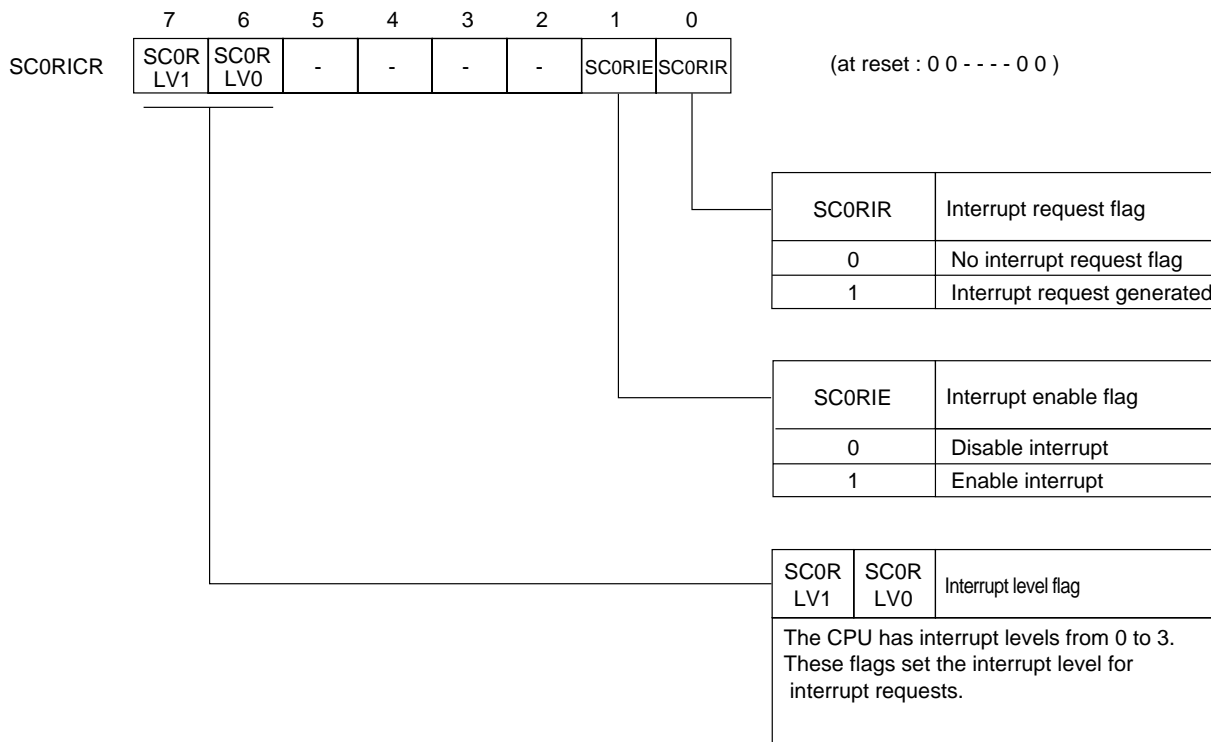 7 6 5 4 3 2 1 0
SC0RICR SC0R LV1 SC0R LV0 - - - - SC0RIE SC0RIR (at reset : 0 0 - - - - 0 0 )
SC0RIR Interrupt request flag
0 No interrupt request flag
1 Interrupt request generated
SC0RIE Interrupt enable flag
0 Disable interrupt
1 Enable interrupt
SC0R LV1 SC0R LV0 Interrupt level flag
The CPU has interrupt levels from 0 to 3.
These flags set the interrupt level for
interrupt requests.